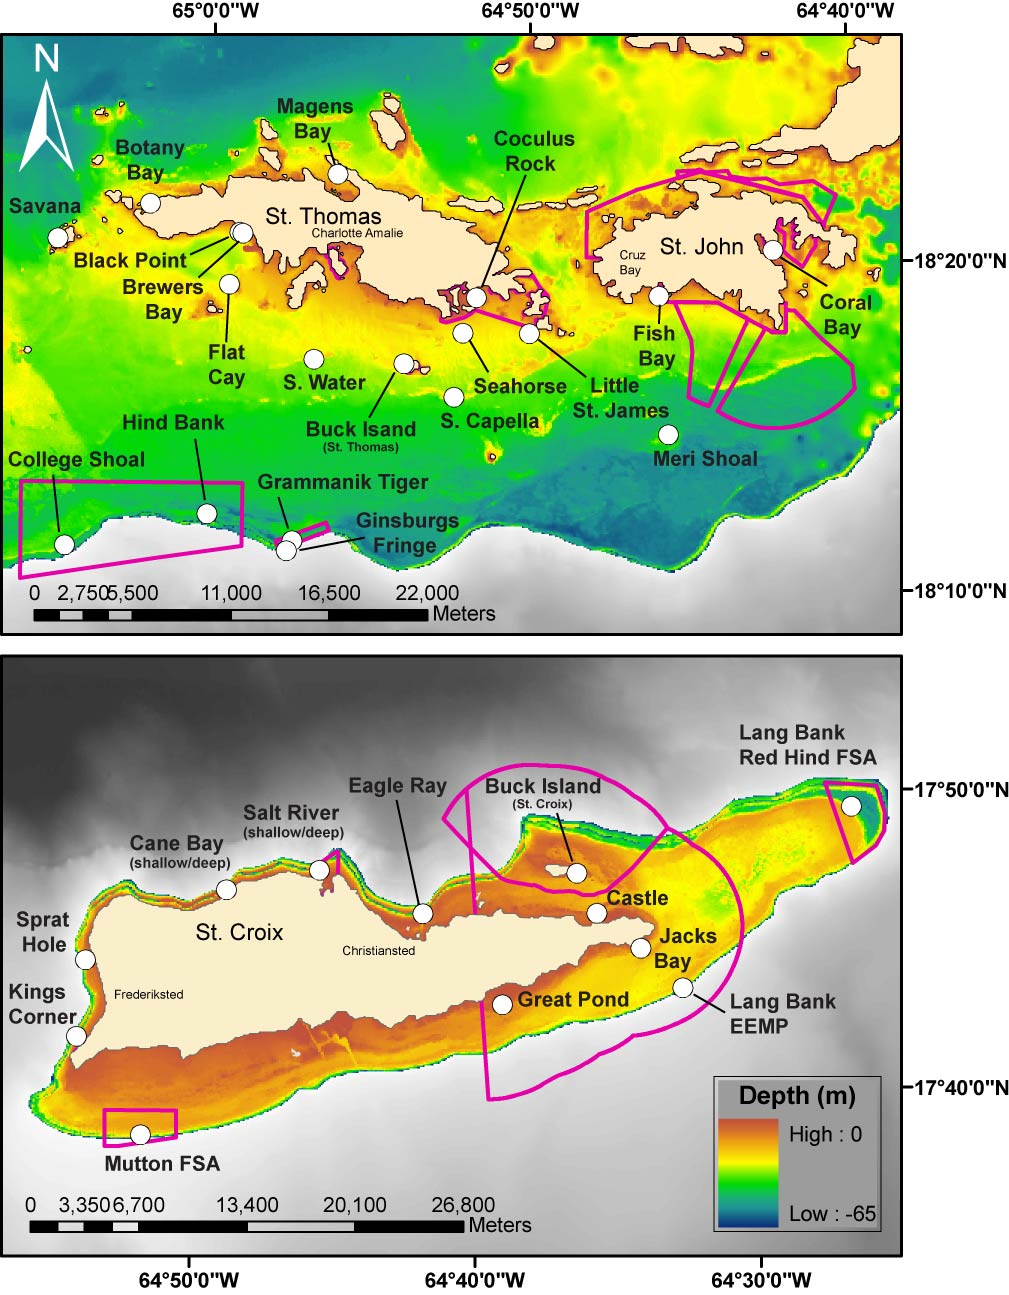 65°0'0"W 64°50'0"W 64°40'0"W
N
Magens
Bay
Coculus
Rock
Botany
Bay
Savana
St. Thomas
Charlotte Amalie
St. John
Cruz
Bay
Black Point
Brewers
Bay
18°20'0"N
Coral
Bay
Fish
Bay
Flat
Cay
S. Water
Seahorse
Little
St. James
Buck Isand
(St. Thomas)
S. Capella
Hind Bank
College Shoal
Meri Shoal
Grammanik Tiger
Ginsburgs
Fringe
18°10'0"N
0 2,750 5,500 11,000 16,500 22,000
Meters
Lang Bank
Red Hind FSA
17°50'0"N
Eagle Ray
Buck Island
(St. Croix)
Salt River
(shallow/deep)
Cane Bay
(shallow/deep)
Castle
Sprat
Hole
St. Croix
Christiansted
Jacks
Bay
Kings
Corner
Frederiksted
Great Pond
Lang Bank
EEMP
17°40'0"N
Depth (m)
High : 0
Low : -65
Mutton FSA
0 3,350 6,700 13,400 20,100 26,800
Meters
64°50'0"W 64°40'0"W 64°30'0"W